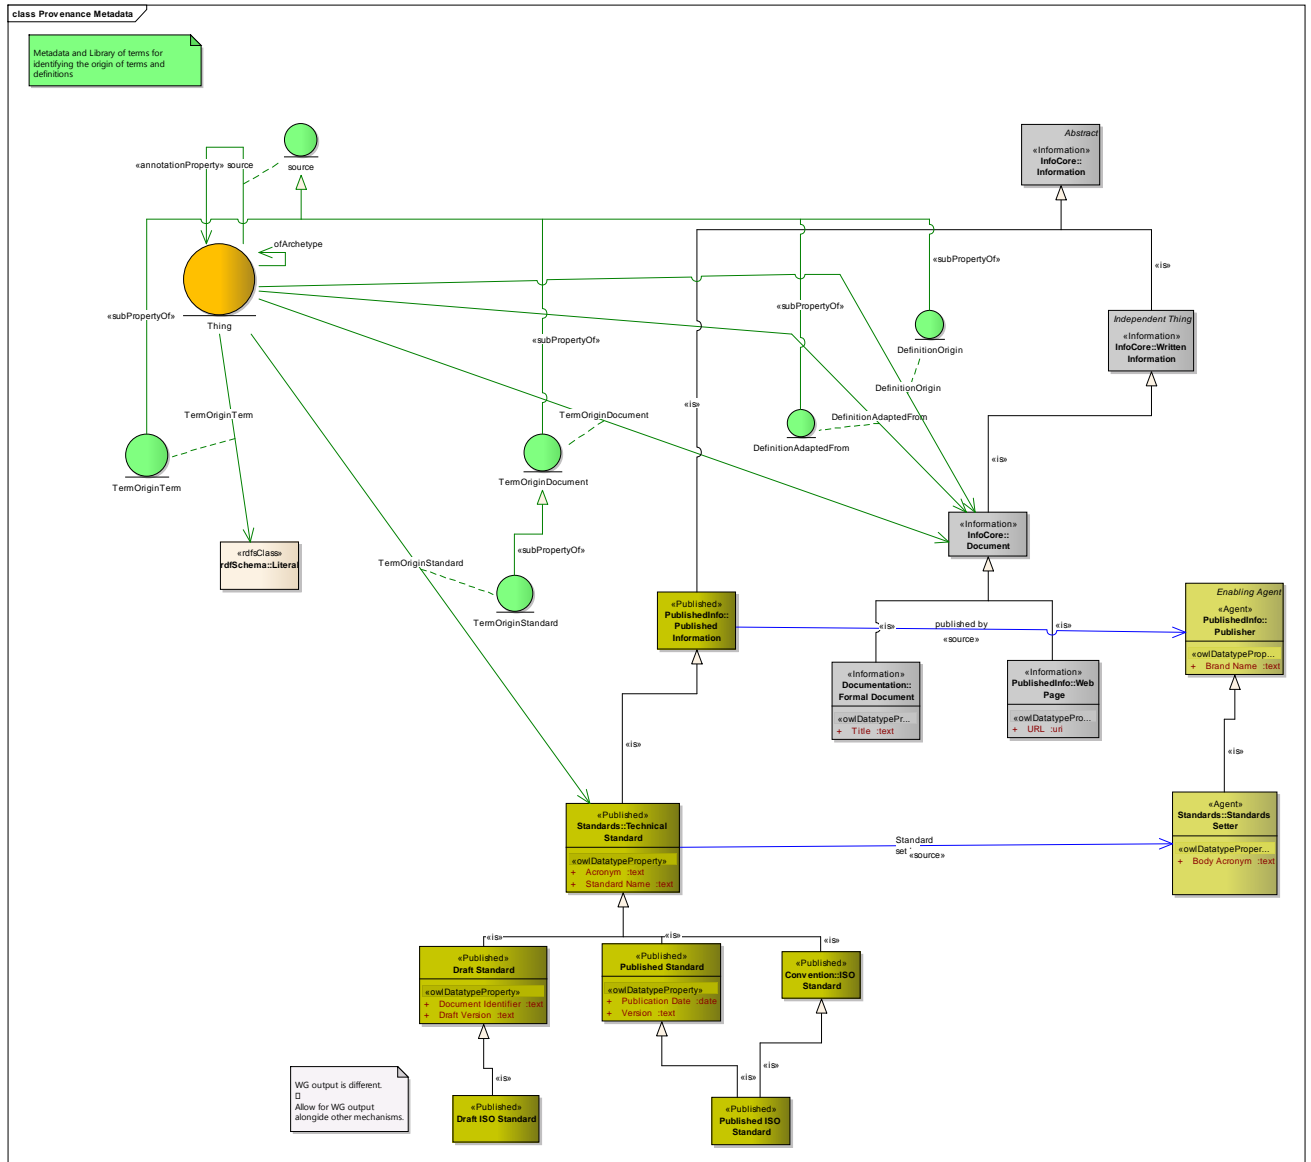 class Provenance Metadata
Metadata and Library of terms for
identifying the origin of terms and
definitions
«annotationProperty» source
source
ofArchetype
Thing
«subPropertyOf»
«subPropertyOf»
«subPropertyOf»
«subPropertyOf»
Abstract
«Information»
InfoCore::
Information
«is»
Independent Thing
«Information»
InfoCore::Written
Information
DefinitionOrigin
DefinitionOrigin
«is»
DefinitionAdaptedFrom
DefinitionAdaptedFrom
TermOriginTerm
TermOriginTerm
TermOriginDocument
TermOriginDocument
«is»
«Information»
InfoCore::
Document
«rdfsClass»
rdfSchema::Literal
«subPropertyOf»
TermOriginStandard
TermOriginStandard
«Published»
PublishedInfo::
Published
Information
«is»
published by
«source»
«is»
Enabling Agent
«Agent»
PublishedInfo::
Publisher
«owlDatatypeProp...
+ Brand Name :text
«Information»
Documentation::
Formal Document
«owlDatatypePr...
+ Title :text
«Information»
PublishedInfo::Web
Page
«owlDatatypePro...
+ URL :uri
«is»
«is»
«Published»
Standards::Technical
Standard
«owlDatatypeProperty»
+ Acronym :text
+ Standard Name :text
Standard
set
«source»
«Agent»
Standards::Standards
Setter
«owlDatatypeProper...
+ Body Acronym :text
«is»
«is»
«is»
«Published»
Draft Standard
«owlDatatypeProperty»
+ Document Identifier :text
+ Draft Version :text
«Published»
Published Standard
«owlDatatypeProperty»
+ Publication Date :date
+ Version :text
«Published»
Convention::ISO
Standard
«is»
«is»
«is»
WG output is different.
Allow for WG output
alongide other mechanisms.
«Published»
Draft ISO Standard
«Published»
Published ISO
Standard